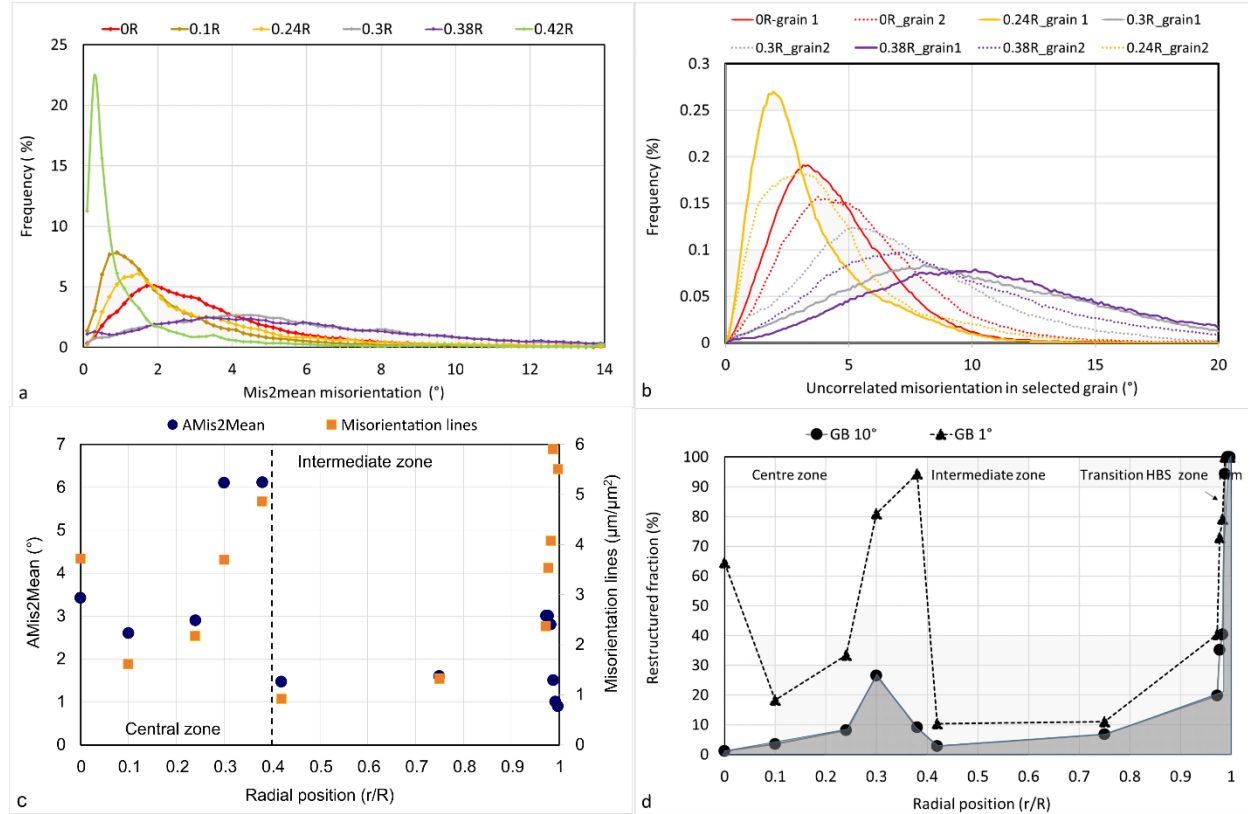 0R 0.1R 0.24R 0.3R 0.38R 0.42R
25
20
15
10
5
0
Frequency ( %)
0 2 4 6 8 10 12 14
Mis2mean misorientation (°)
a
0R-grain 1 0R_grain 2 0.24R_grain 1 0.3R_grain1
0.3R_grain2 0.38R_grain1 0.38R_grain2 0.24R_grain2
0.3
0.25
0.2
0.15
0.1
0.05
0
Frequency (%)
0 5 10 15 20
Uncorrelated misorientation in selected grain (°)
b
AMis2Mean Misorientation lines
7
6
5
4
3
2
1
0
AMis2Mean (°)
Intermediate zone
Central zone
6
5
4
3
2
1
0
Misorientation lines (µm/µm²)
0 0.1 0.2 0.3 0.4 0.5 0.6 0.7 0.8 0.9 1
Radial position (r/R)
c
GB 10° GB 1°
100
90
80
70
60
50
40
30
20
10
0
Restructured fraction (%)
Centre zone Intermediate zone Transition HBS zone
0 0.1 0.2 0.3 0.4 0.5 0.6 0.7 0.8 0.9 1
Radial position (r/R)
d